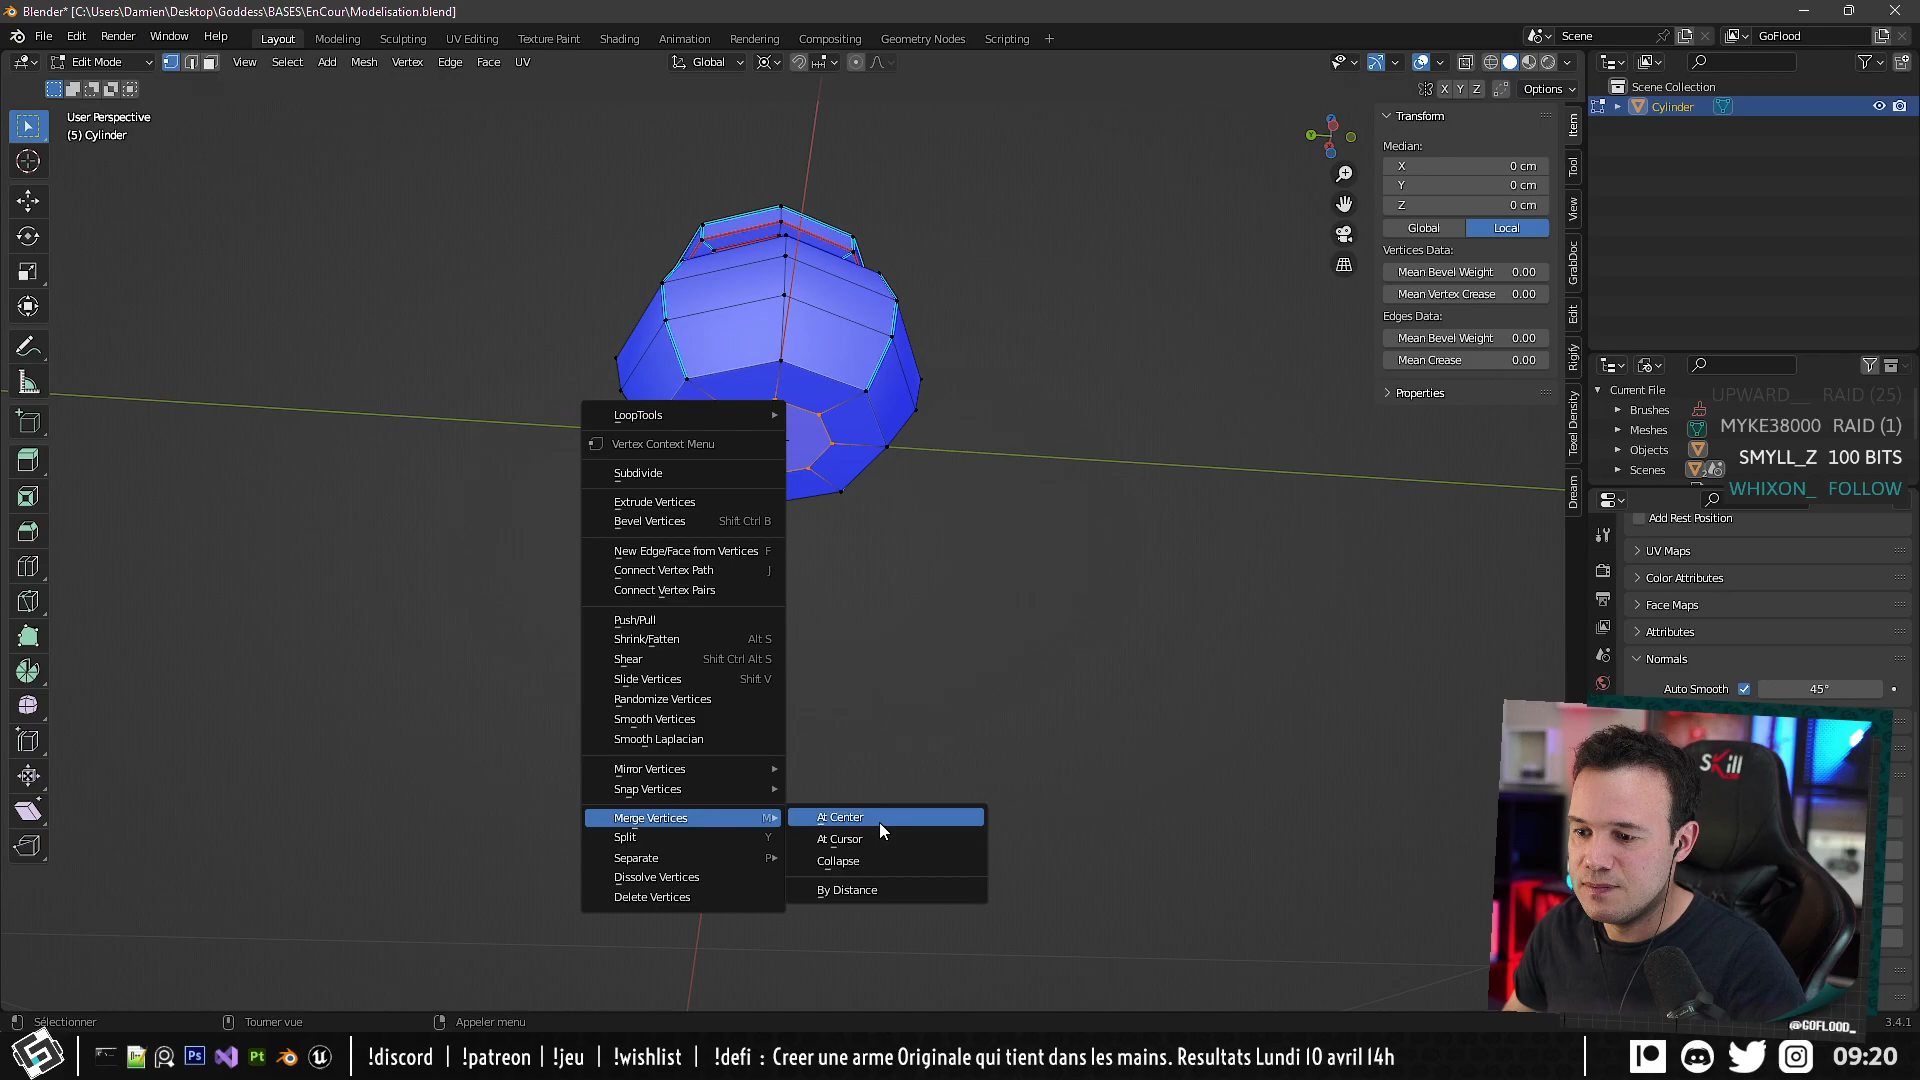 Blender* [C:\Users\Damien\Desktop\Goddess\BASES\EnCour\Modelisation.blend]
File Edit Render Window Help
Layout Modeling Sculpting UV Editing Texture Paint Shading Animation Rendering Compositing Geometry Nodes Scripting +
Scene
GoFlood
Edit Mode
View Select Add Mesh Vertex Edge Face UV
Global
X Y Z Options
User Perspective
(5) Cylinder
Transform
Median:
X 0 cm
Y 0 cm
Z 0 cm
Global Local
Vertices Data:
Mean Bevel Weight 0.00
Mean Vertex Crease 0.00
Edges Data:
Mean Bevel Weight 0.00
Mean Crease 0.00
Properties
Item
Tool
View
GrabDoc
Edit
Rigify
Texel Density
Dream
Scene Collection
Cylinder
Current File
Brushes
Meshes
Objects
Scenes
UPWARD__ RAID (25)
MYKE38000 RAID (1)
SMYLL_Z 100 BITS
WHIXON_ FOLLOW
Add Rest Position
UV Maps
Color Attributes
Face Maps
Attributes
Normals
Auto Smooth 45°
LoopTools
Vertex Context Menu
Subdivide
Extrude Vertices
Bevel Vertices Shift Ctrl B
New Edge/Face from Vertices F
Connect Vertex Path J
Connect Vertex Pairs
Push/Pull
Shrink/Fatten Alt S
Shear Shift Ctrl Alt S
Slide Vertices Shift V
Randomize Vertices
Smooth Vertices
Smooth Laplacian
Mirror Vertices
Snap Vertices
Merge Vertices M
Split Y
Separate P
Dissolve Vertices
Delete Vertices
At Center
At Cursor
Collapse
By Distance
SKILL
@GOFLOOD_
Sélectionner
Tourner vue
Appeler menu
3.4.1
Ps
Pt
!discord | !patreon | !jeu | !wishlist | !defi : Creer une arme Originale qui tient dans les mains. Resultats Lundi 10 avril 14h
09:20